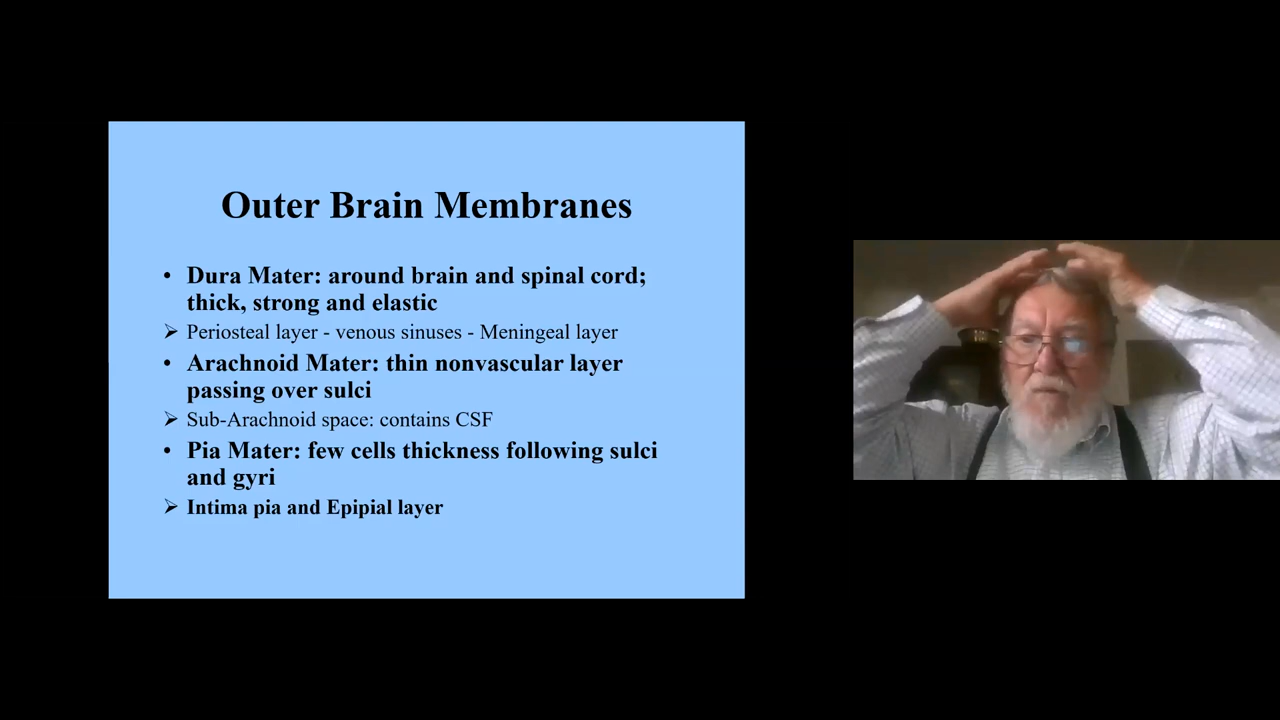 Outer Brain Membranes
• Dura Mater: around brain and spinal cord;
thick, strong and elastic
➢ Periosteal layer - venous sinuses - Meningeal layer
• Arachnoid Mater: thin nonvascular layer
passing over sulci
➢ Sub-Arachnoid space: contains CSF
• Pia Mater: few cells thickness following sulci
and gyri
➢ Intima pia and Epipial layer